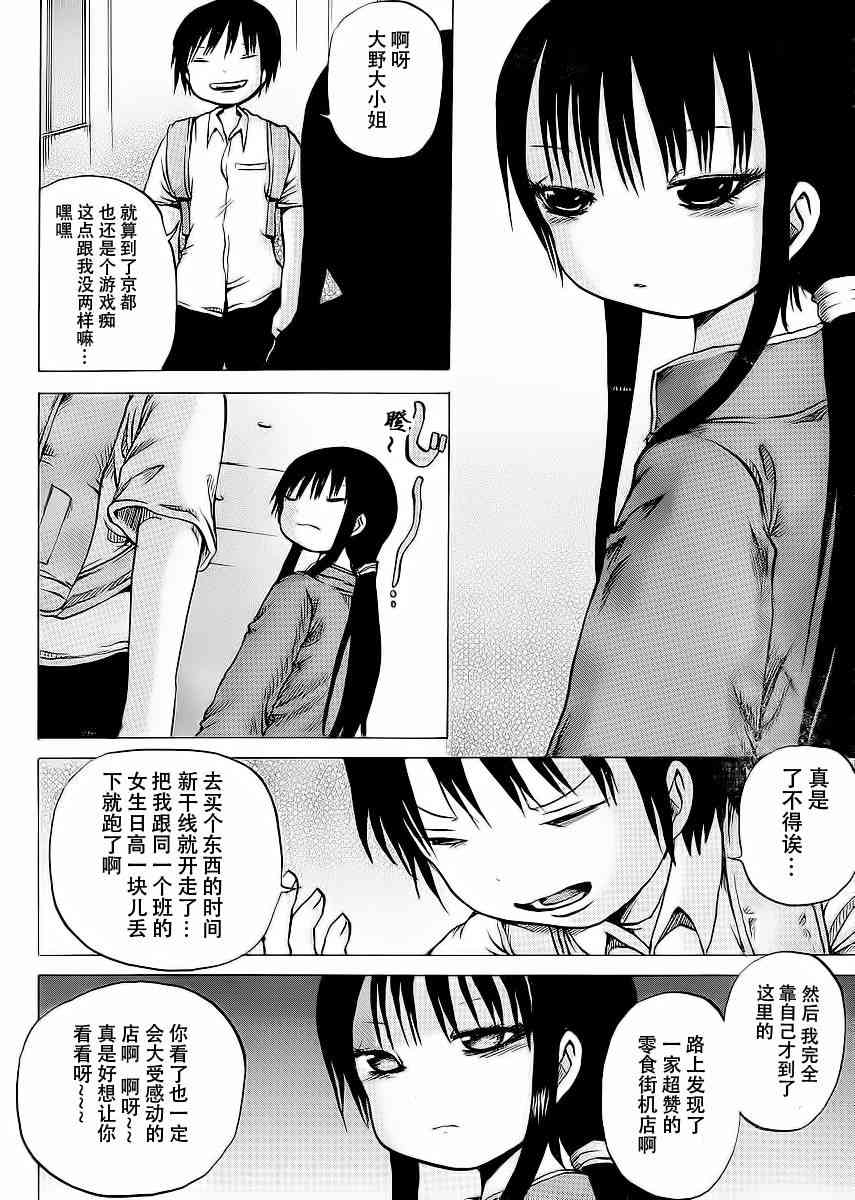 啊呀
大野大小姐
就算到了京都
也还是个游戏痴
这点跟我没两样嘛…
嘿嘿
瞪~
じー
真是
了不得诶…
去买个东西的时间
新干线就开走了…
把我跟同一个班的
女生日高一块儿丢
下就跑了啊
然后我完全
靠自己才到了
这里的
路上发现了
一家超赞的
零食街机店啊
你看了也一定
会大受感动的
店啊 啊呀~
真是好想让你
看看呀~~~